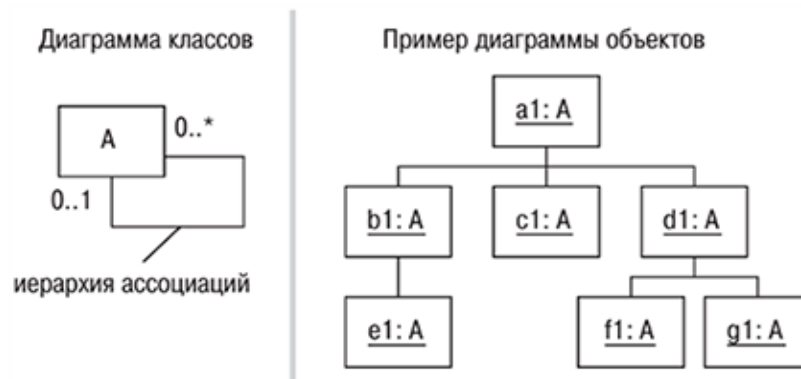 Диаграмма классов
A
0..*
0..1
иерархия ассоциаций
Пример диаграммы объектов
a1: A
b1: A
c1: A
d1: A
e1: A
f1: A
g1: A